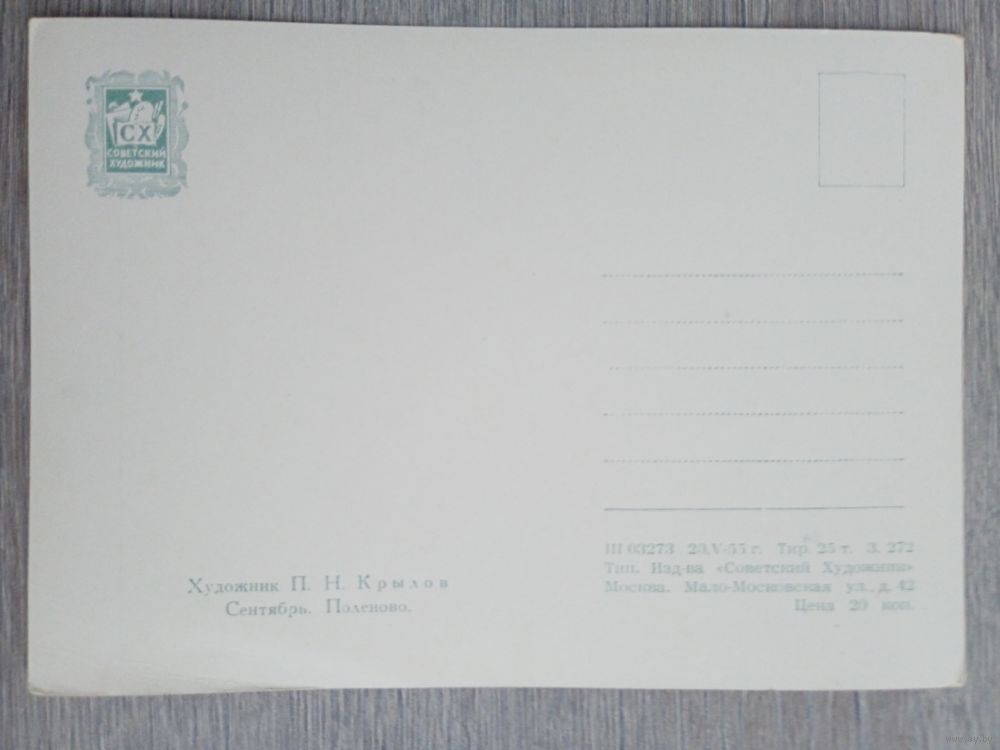 СХ
СОВЕТСКИЙ
ХУДОЖНИК
Художник П. Н. Крылов
Сентябрь. Поленово.
Ш 03273 20.V-55 г. Тир. 25 т. З. 272
Тип. Изд-ва «Советский Художник»
Москва. Мало-Московская ул., д. 42
Цена 20 коп.